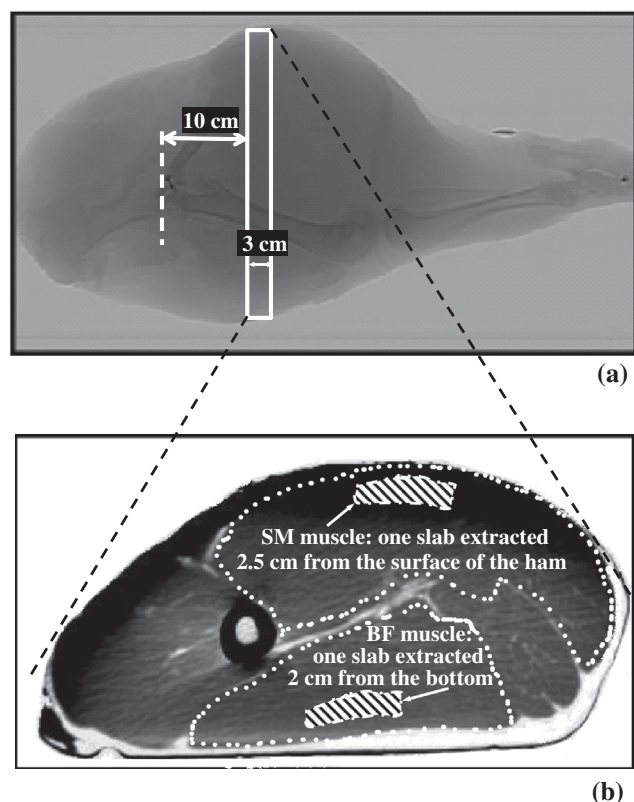 10 cm
3 cm
(a)
SM muscle: one slab extracted
2.5 cm from the surface of the ham
BF muscle:
one slab extracted
2 cm from the bottom
(b)